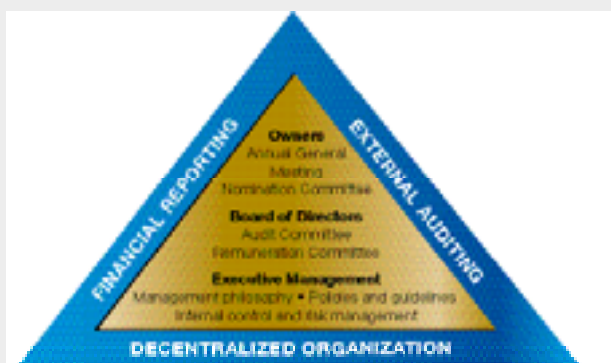 FINANCIAL REPORTING
EXTERNAL AUDITING
Owners
Annual General
Meeting
Nomination Committee
Board of Directors
Audit Committee
Remuneration Committee
Executive Management
Management philosophy • Policies and guidelines
Internal control and risk management
DECENTRALIZED ORGANIZATION